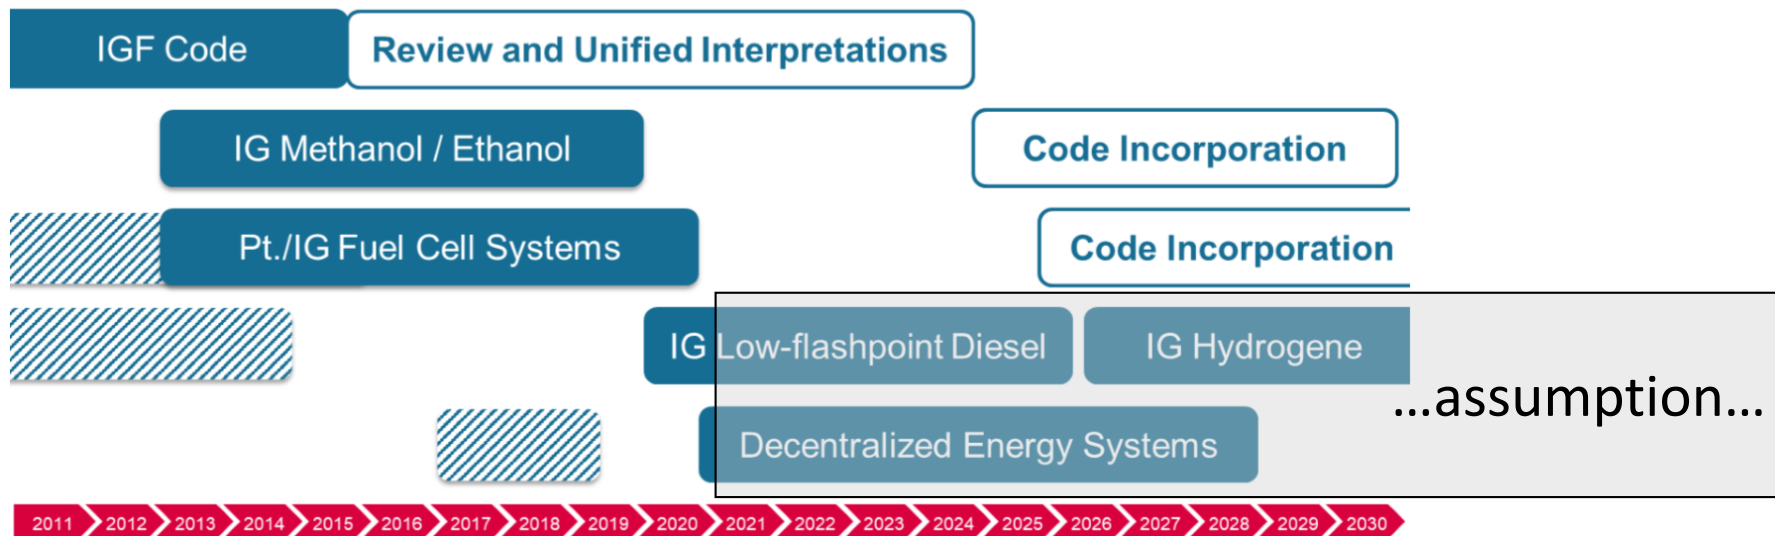 IGF Code
Review and Unified Interpretations
IG Methanol / Ethanol
Code Incorporation
Pt./IG Fuel Cell Systems
Code Incorporation
IG Low-flashpoint Diesel
IG Hydrogene
...assumption...
Decentralized Energy Systems
2011 2012 2013 2014 2015 2016 2017 2018 2019 2020 2021 2022 2023 2024 2025 2026 2027 2028 2029 2030